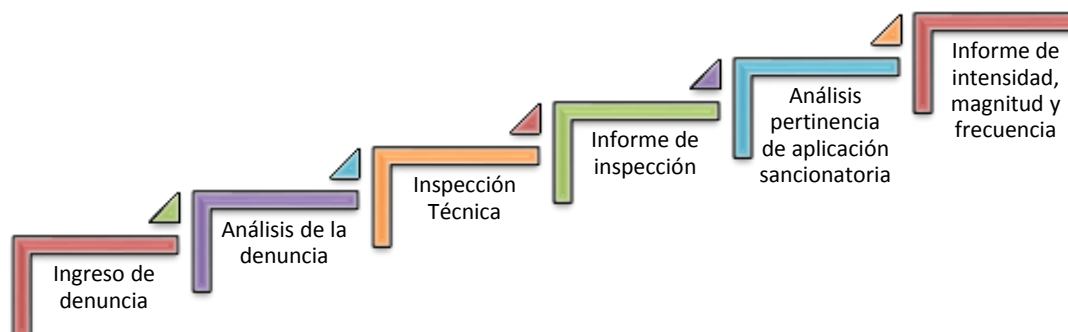 Ingreso de
denuncia
Análisis de la
denuncia
Inspección
Técnica
Informe de
inspección
Análisis
pertinencia
de aplicación
sancionatoria
Informe de
intensidad,
magnitud y
frecuencia